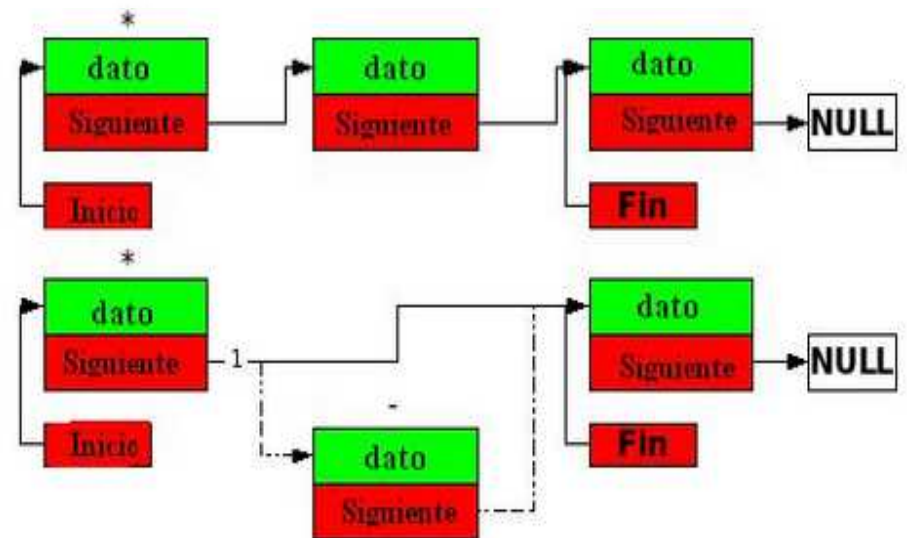 *
dato dato dato
Siguiente Siguiente Siguiente NULL
Inicio Fin
*
dato dato
Siguiente 1 Siguiente NULL
-
Inicio Fin
dato
Siguiente